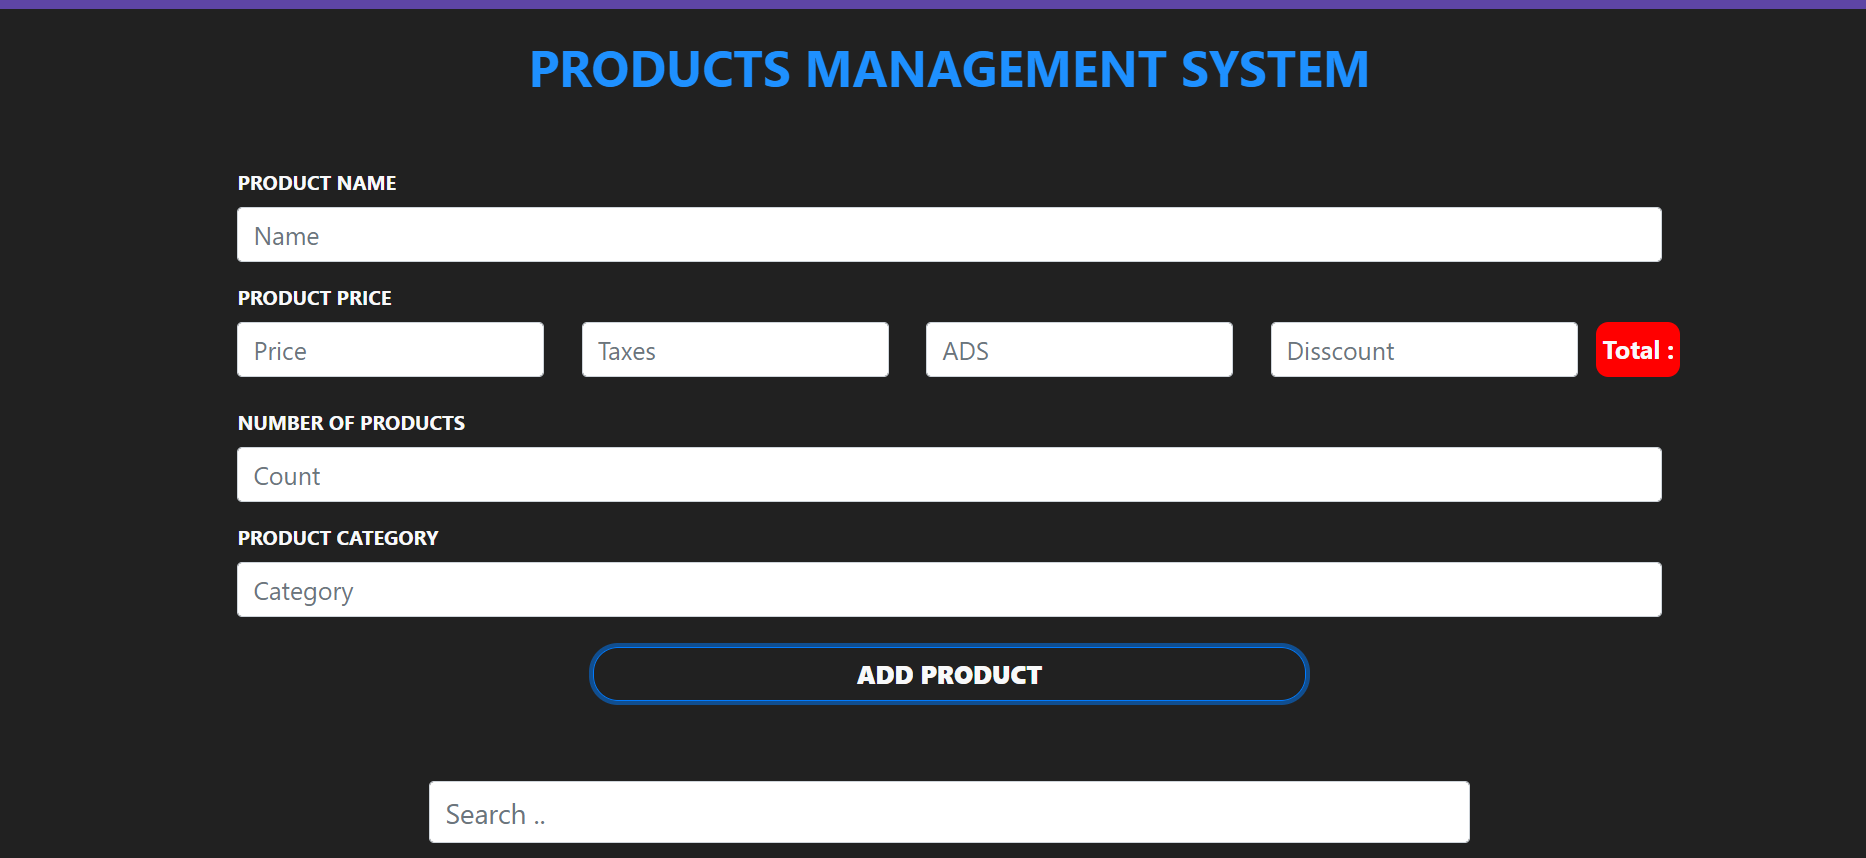 PRODUCTS MANAGEMENT SYSTEM
PRODUCT NAME
Name
PRODUCT PRICE
Price Taxes ADS Disscount Total :
NUMBER OF PRODUCTS
Count
PRODUCT CATEGORY
Category
ADD PRODUCT
Search ..